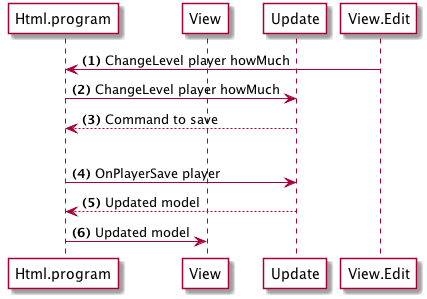 Html.program View Update View.Edit
(1) ChangeLevel player howMuch
(2) ChangeLevel player howMuch
(3) Command to save
(4) OnPlayerSave player
(5) Updated model
(6) Updated model
Html.program View Update View.Edit